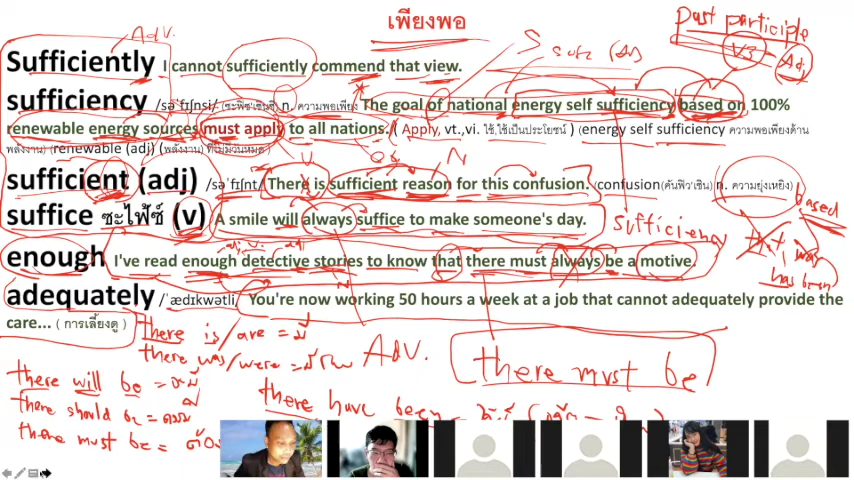 เพียงพอ
Past participle
Adv.
V3
Adj
Sufficiently I cannot sufficiently commend that view.
sufficiency /səˈfɪʃnsi/ (ซะฟิช'เชินซี) n. ความพอเพียง The goal of national energy self sufficiency based on 100%
renewable energy sources must apply to all nations. ( Apply, vt.,vi. ใช้,ใช้เป็นประโยชน์ ) (energy self sufficiency ความพอเพียงด้าน
พลังงาน) (renewable (adj) (พลังงาน) ที่ไม่มีวันหมด )
V
N
sufficient (adj) /səˈfɪʃnt/ There is sufficient reason for this confusion. (confusion(คันฟิว'เชิน) n. ความยุ่งเหยิง)
suffice ซะไฟ้ซ์ (v) A smile will always suffice to make someone's day.
sufficiency
based
was
has been
adj
adj
enough I've read enough detective stories to know that there must always be a motive.
adequately /ˈædɪkwətli/ You're now working 50 hours a week at a job that cannot adequately provide the
care... ( การเลี้ยงดู )
there is/are = มี
there was/were =
Adv.
there must be
there will be = จะมี
there should be = ควรมี
there must be =
there have been